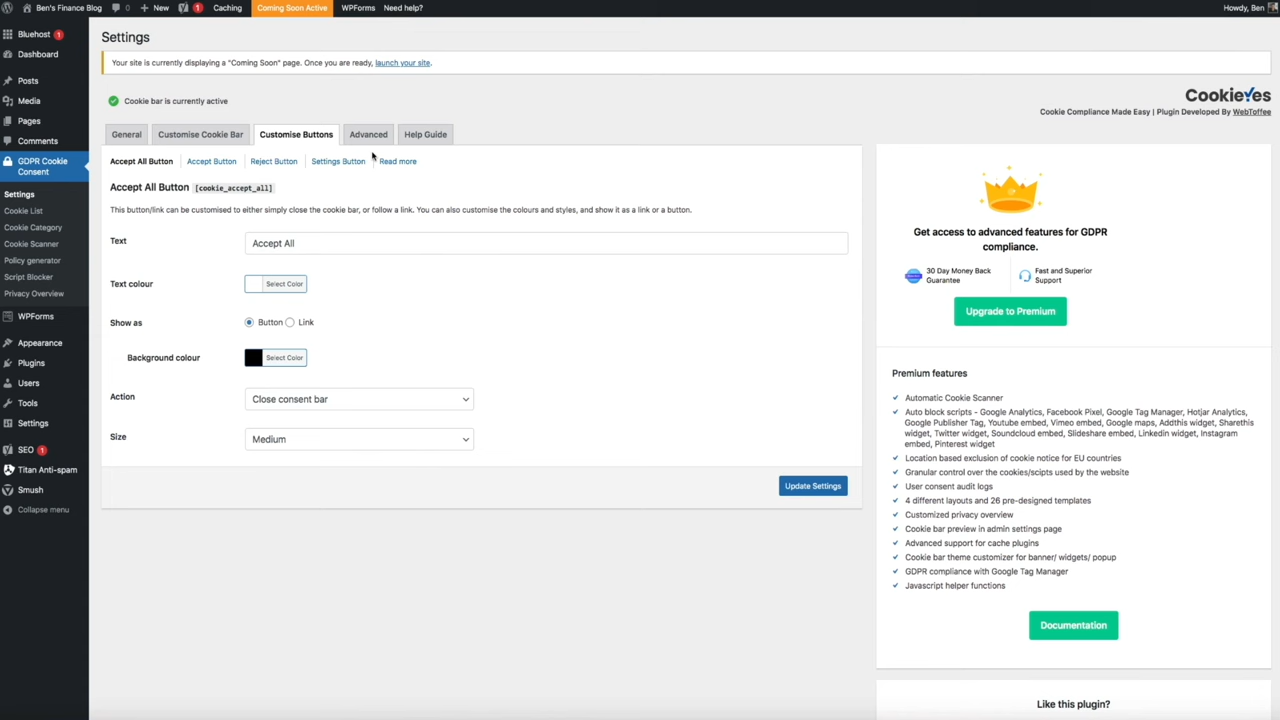 Ben's Finance Blog 0 New 1 Caching Coming Soon Active WPForms Need help? Howdy, Ben
Bluehost 1
Dashboard
Posts
Media
Pages
Comments
GDPR Cookie
Consent
Settings
Cookie List
Cookie Category
Cookie Scanner
Policy generator
Script Blocker
Privacy Overview
WPForms
Appearance
Plugins
Users
Tools
Settings
SEO 1
Titan Anti-spam
Smush
Collapse menu
Settings
Your site is currently displaying a "Coming Soon" page. Once you are ready, launch your site.
Cookie bar is currently active
CookieYes
Cookie Compliance Made Easy | Plugin Developed By WebToffee
General Customise Cookie Bar Customise Buttons Advanced Help Guide
Accept All Button Accept Button Reject Button Settings Button Read more
Accept All Button [cookie_accept_all]
This button/link can be customised to either simply close the cookie bar, or follow a link. You can also customise the colours and styles, and show it as a link or a button.
Text Accept All
Text colour Select Color
Show as Button Link
Background colour Select Color
Action Close consent bar
Size Medium
Update Settings
Get access to advanced features for GDPR
compliance.
30 Day Money Back
Guarantee
Fast and Superior
Support
Upgrade to Premium
Premium features
Automatic Cookie Scanner
Auto block scripts - Google Analytics, Facebook Pixel, Google Tag Manager, Hotjar Analytics,
Google Publisher Tag, Youtube embed, Vimeo embed, Google maps, Addthis widget, Sharethis
widget, Twitter widget, Soundcloud embed, Slideshare embed, Linkedin widget, Instagram
embed, Pinterest widget
Location based exclusion of cookie notice for EU countries
Granular control over the cookies/scipts used by the website
User consent audit logs
4 different layouts and 26 pre-designed templates
Customized privacy overview
Cookie bar preview in admin settings page
Advanced support for cache plugins
Cookie bar theme customizer for banner/ widgets/ popup
GDPR compliance with Google Tag Manager
Javascript helper functions
Documentation
Like this plugin?